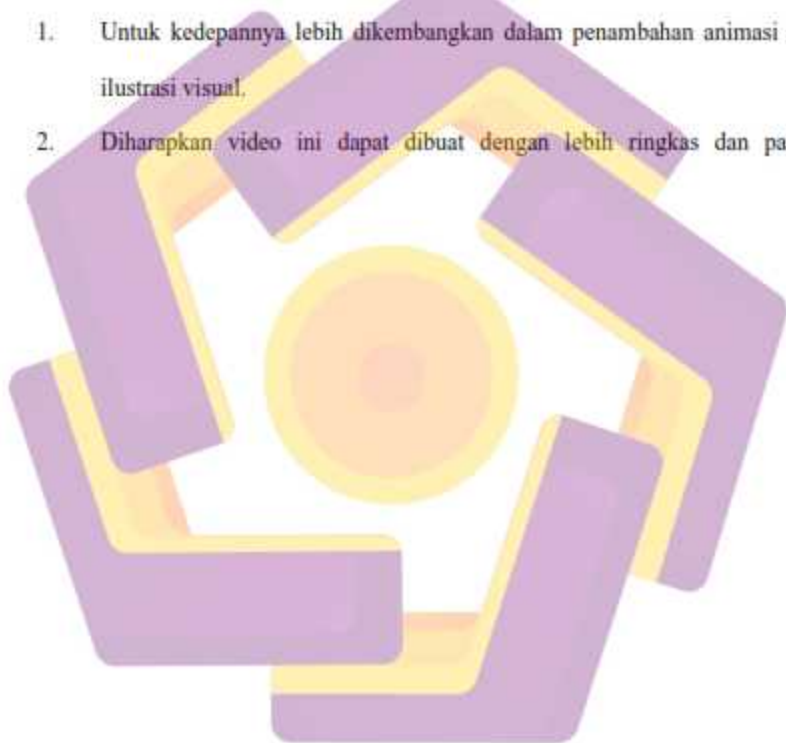 1. Untuk kedepannya lebih dikembangkan dalam penambahan animasi
ilustrasi visual.
2. Diharapkan video ini dapat dibuat dengan lebih ringkas dan pa